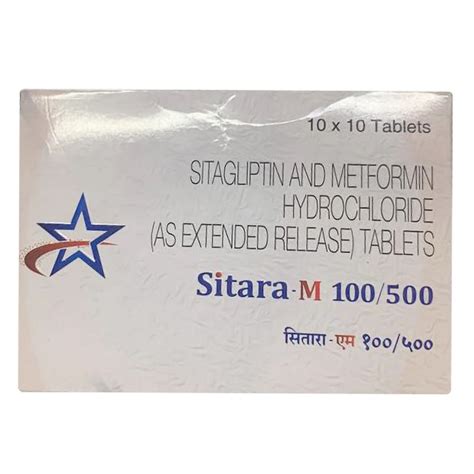 10 x 10 Tablets
SITAGLIPTIN AND METFORMIN
HYDROCHLORIDE
(AS EXTENDED RELEASE) TABLETS
Sitara-M 100/500
सितारा-एम १००/५००